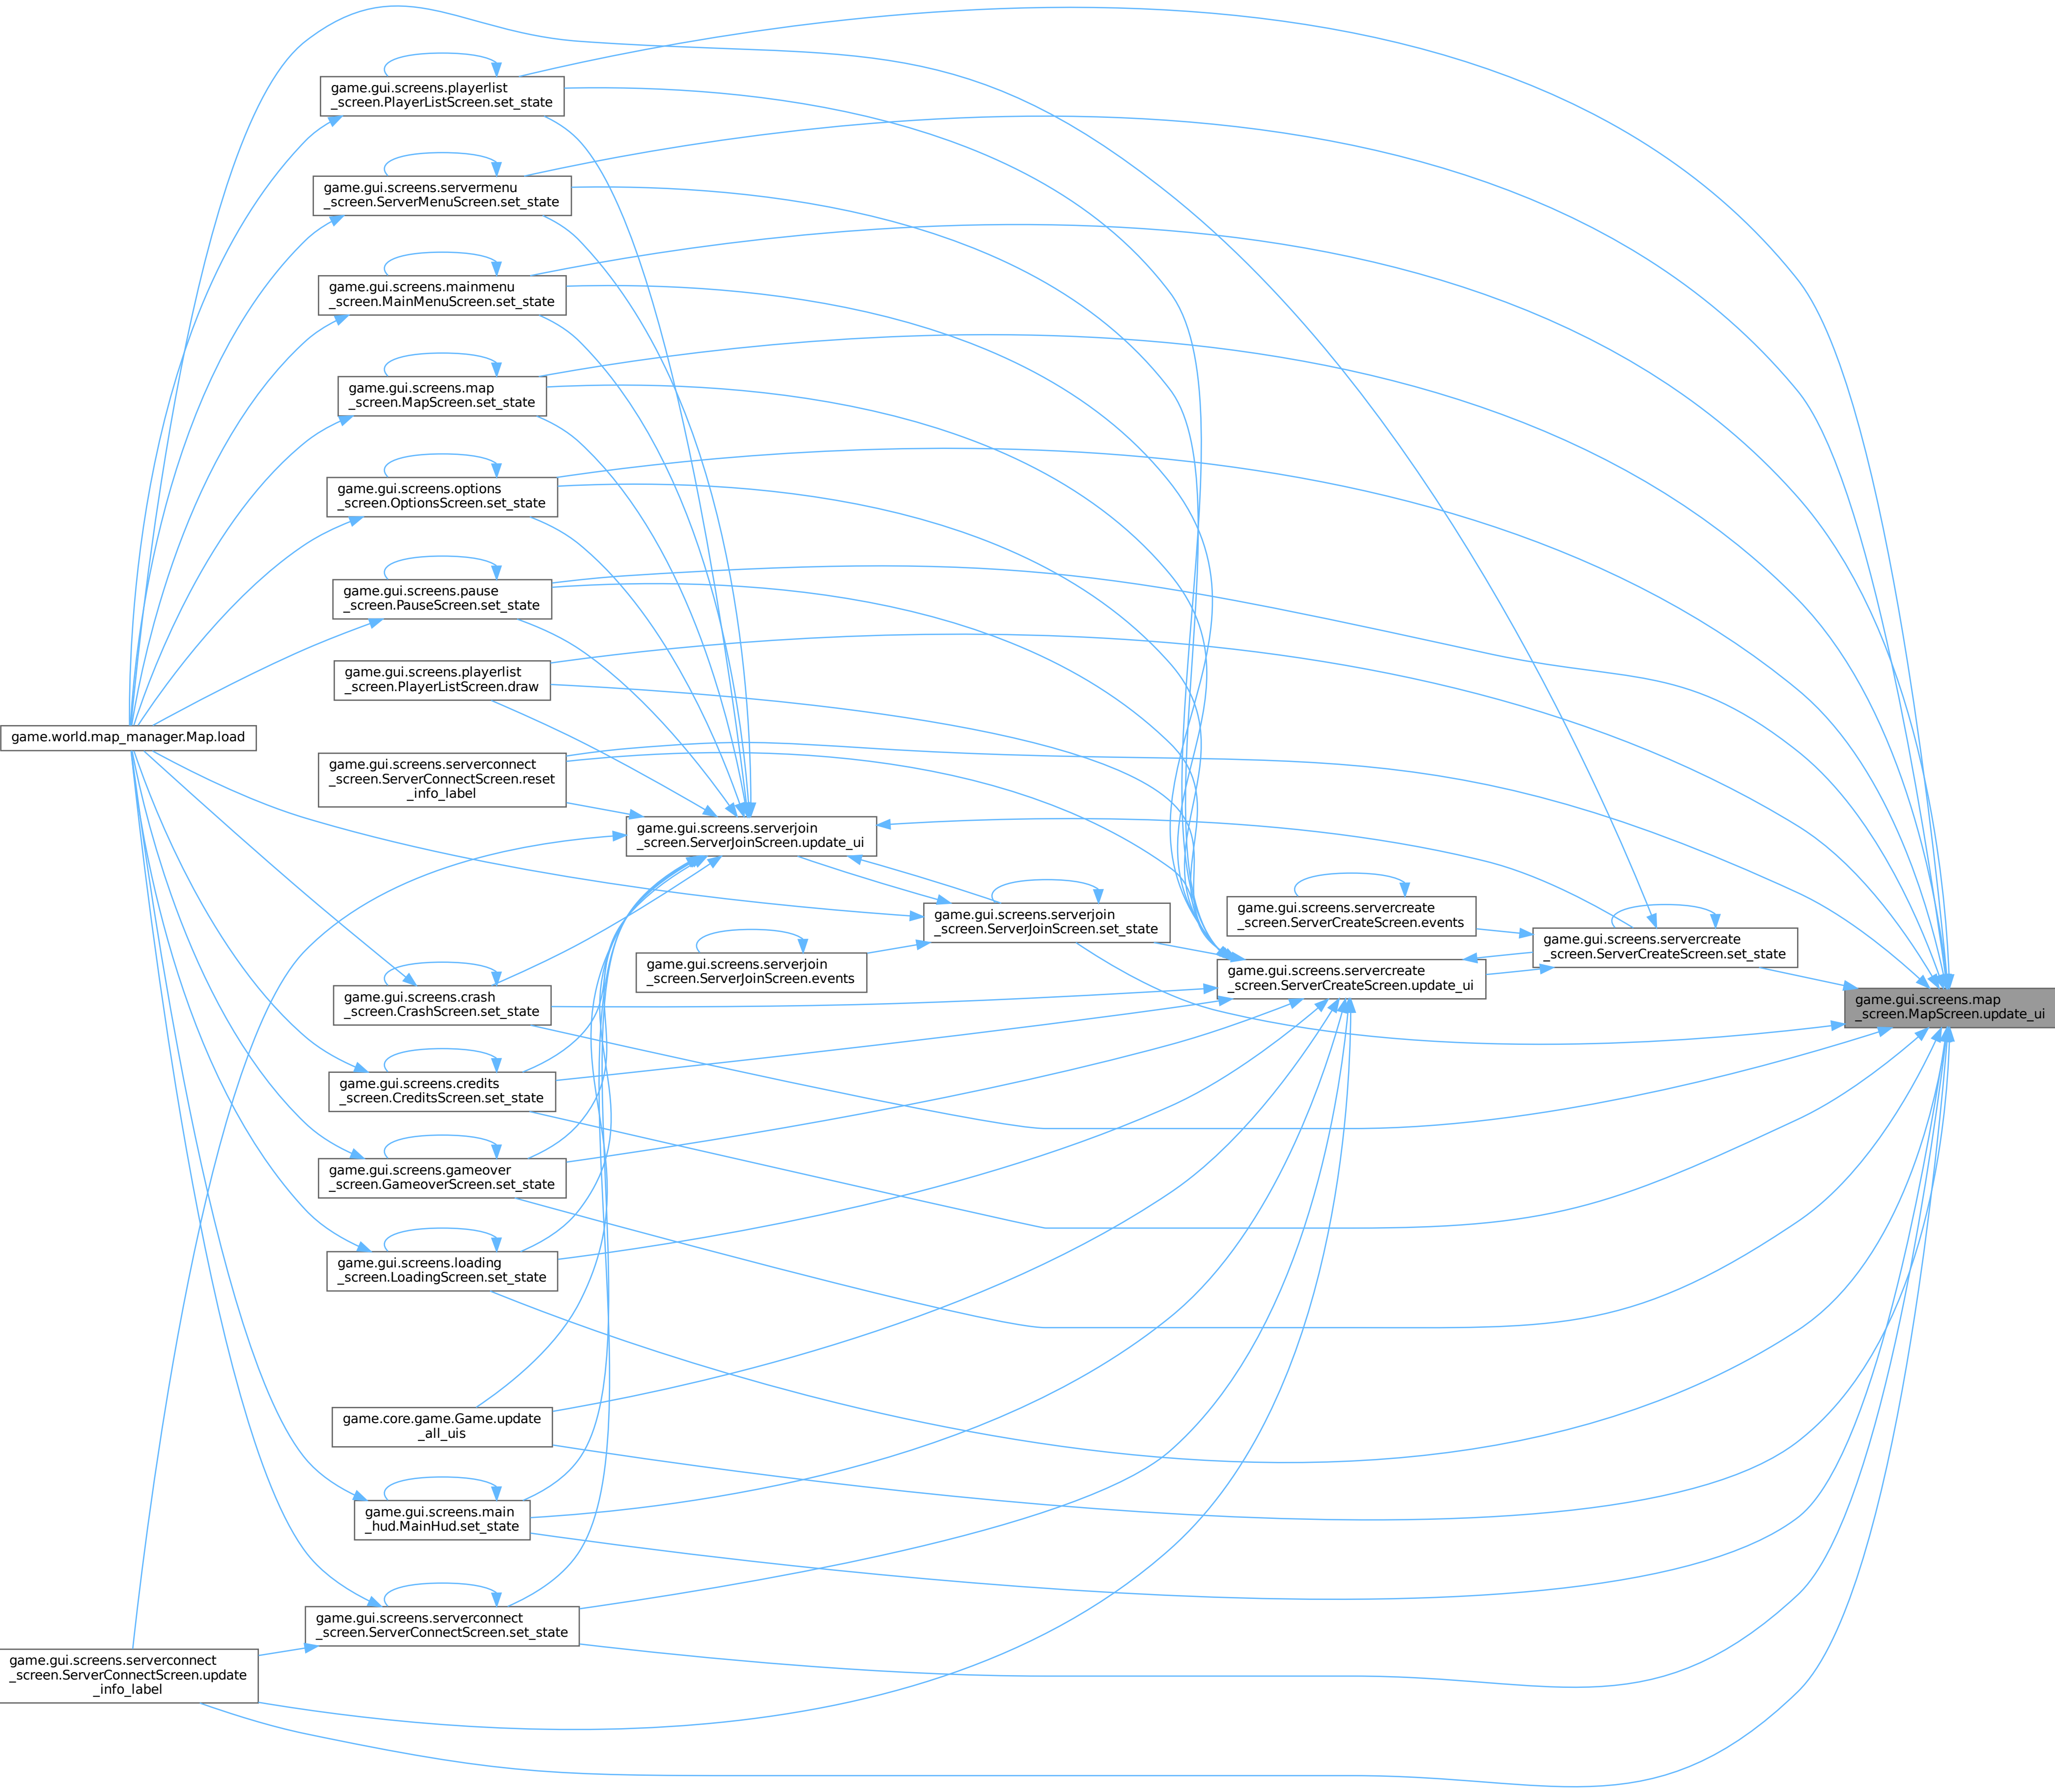 game.gui.screens.playerlist
_screen.PlayerListScreen.set_state
game.gui.screens.servermenu
_screen.ServerMenuScreen.set_state
game.gui.screens.mainmenu
_screen.MainMenuScreen.set_state
game.gui.screens.map
_screen.MapScreen.set_state
game.gui.screens.options
_screen.OptionsScreen.set_state
game.gui.screens.pause
_screen.PauseScreen.set_state
game.gui.screens.playerlist
_screen.PlayerListScreen.draw
game.world.map_manager.Map.load
game.gui.screens.serverconnect
_screen.ServerConnectScreen.reset
_info_label
game.gui.screens.serverjoin
_screen.ServerJoinScreen.update_ui
game.gui.screens.serverjoin
_screen.ServerJoinScreen.set_state
game.gui.screens.servercreate
_screen.ServerCreateScreen.events
game.gui.screens.servercreate
_screen.ServerCreateScreen.set_state
game.gui.screens.serverjoin
_screen.ServerJoinScreen.events
game.gui.screens.servercreate
_screen.ServerCreateScreen.update_ui
game.gui.screens.map
_screen.MapScreen.update_ui
game.gui.screens.crash
_screen.CrashScreen.set_state
game.gui.screens.credits
_screen.CreditsScreen.set_state
game.gui.screens.gameover
_screen.GameoverScreen.set_state
game.gui.screens.loading
_screen.LoadingScreen.set_state
game.core.game.Game.update
_all_uis
game.gui.screens.main
_hud.MainHud.set_state
game.gui.screens.serverconnect
_screen.ServerConnectScreen.set_state
game.gui.screens.serverconnect
_screen.ServerConnectScreen.update
_info_label